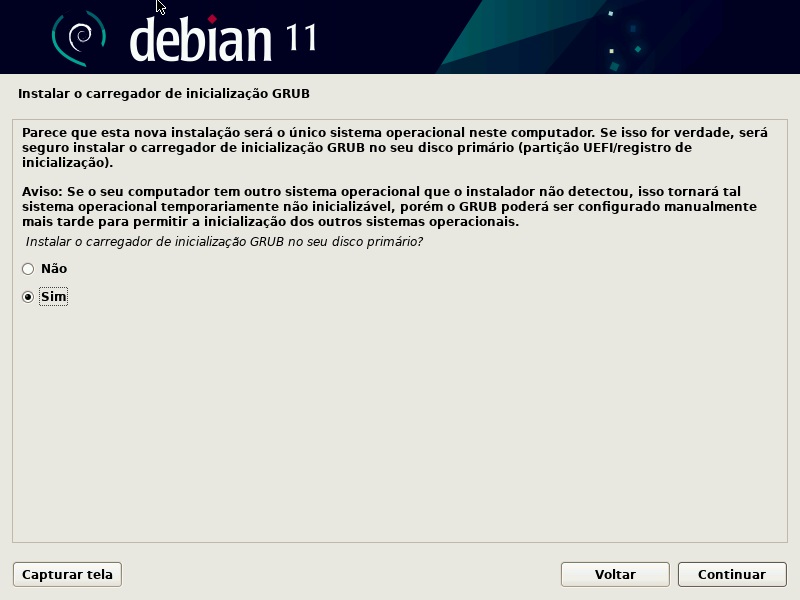 debian 11
Instalar o carregador de inicialização GRUB
Parece que esta nova instalação será o único sistema operacional neste computador. Se isso for verdade, será
seguro instalar o carregador de inicialização GRUB no seu disco primário (partição UEFI/registro de
inicialização).
Aviso: Se o seu computador tem outro sistema operacional que o instalador não detectou, isso tornará tal
sistema operacional temporariamente não inicializável, porém o GRUB poderá ser configurado manualmente
mais tarde para permitir a inicialização dos outros sistemas operacionais.
Instalar o carregador de inicialização GRUB no seu disco primário?
Não
Sim
Capturar tela
Voltar
Continuar